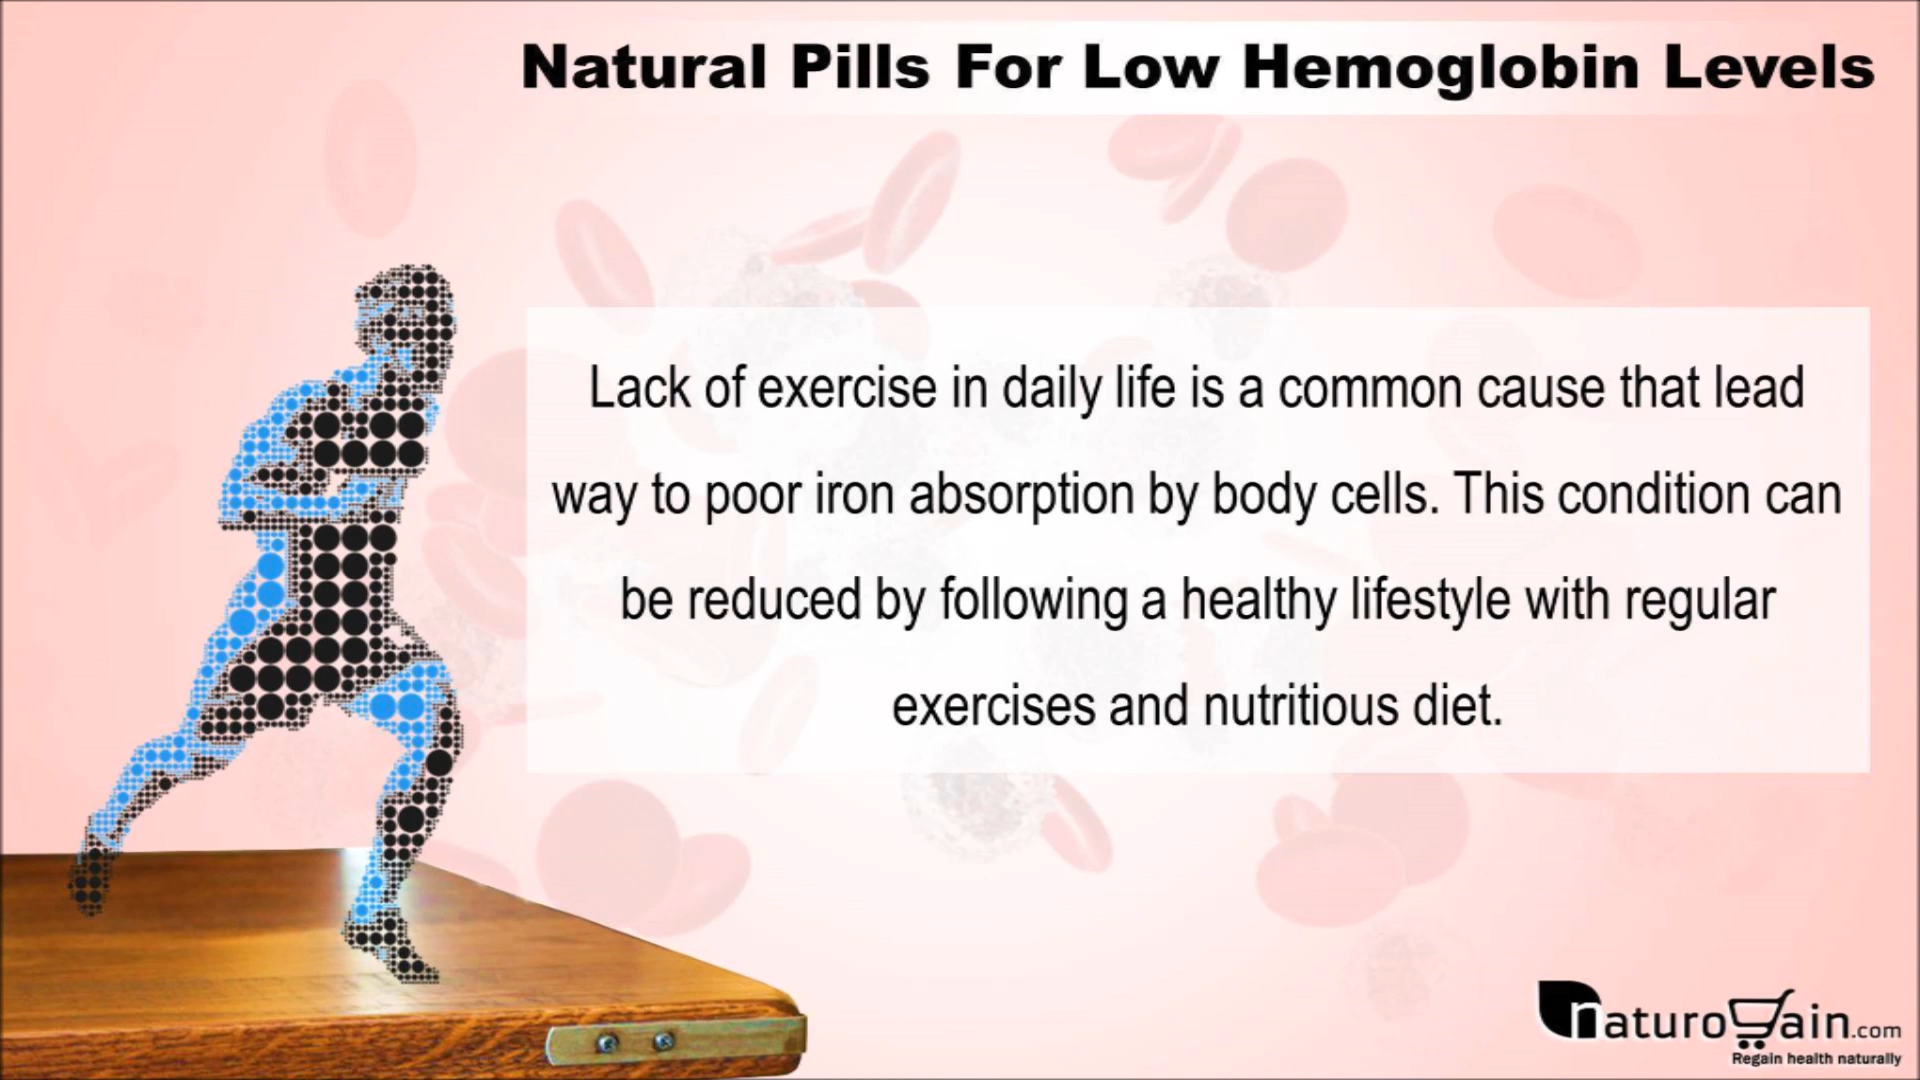 Natural Pills For Low Hemoglobin Levels
Lack of exercise in daily life is a common cause that lead
way to poor iron absorption by body cells. This condition can
be reduced by following a healthy lifestyle with regular
exercises and nutritious diet.
naturogain.com
Regain health naturally